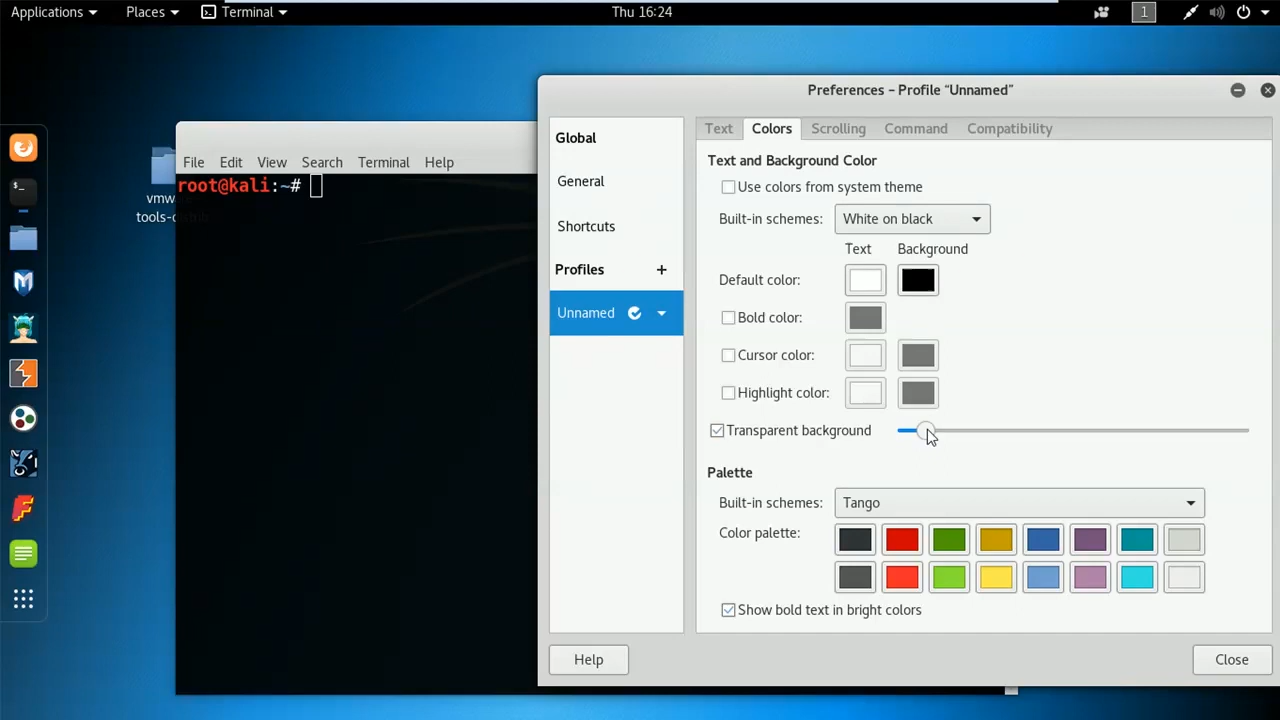 Applications Places Terminal Thu 16:24 1
Preferences – Profile “Unnamed”
Global
General
Shortcuts
Profiles +
Unnamed
Text Colors Scrolling Command Compatibility
Text and Background Color
Use colors from system theme
Built-in schemes: White on black
Text Background
Default color:
Bold color:
Cursor color:
Highlight color:
Transparent background
Palette
Built-in schemes: Tango
Color palette:
Show bold text in bright colors
Help Close
File Edit View Search Terminal Help
root@kali:~#